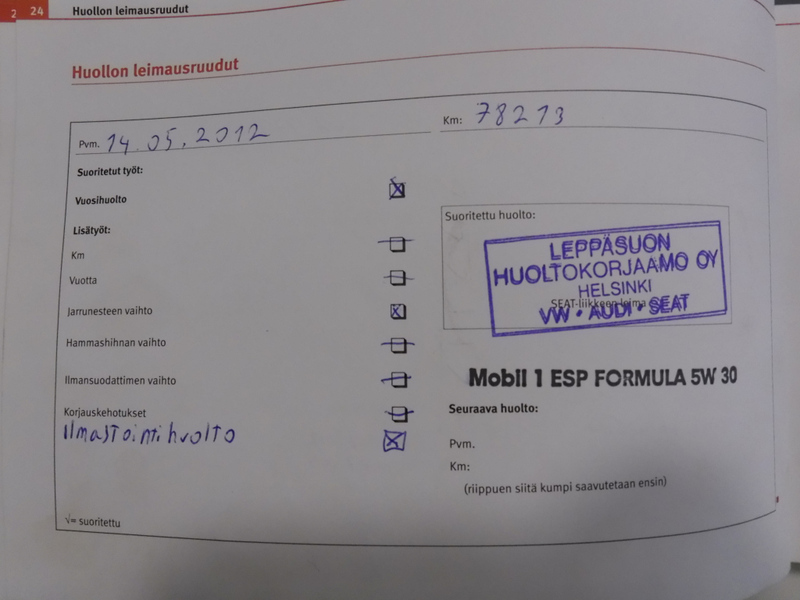 2 24 Huollon leimausruudut
Huollon leimausruudut
Pvm. 14.05.2012
Km: 78213
Suoritetut työt:
Vuosihuolto
Lisätyöt:
Km
Vuotta
Jarrunesteen vaihto
Hammashihnan vaihto
Ilmansuodattimen vaihto
Korjauskehotukset
Ilmastointihuolto
√= suoritettu
Suoritettu huolto:
LEPPÄSUON
HUOLTOKORJAAMO OY
HELSINKI
SEAT-liikkeen leima
VW • AUDI • SEAT
Mobil 1 ESP FORMULA 5W 30
Seuraava huolto:
Pvm.
Km:
(riippuen siitä kumpi saavutetaan ensin)